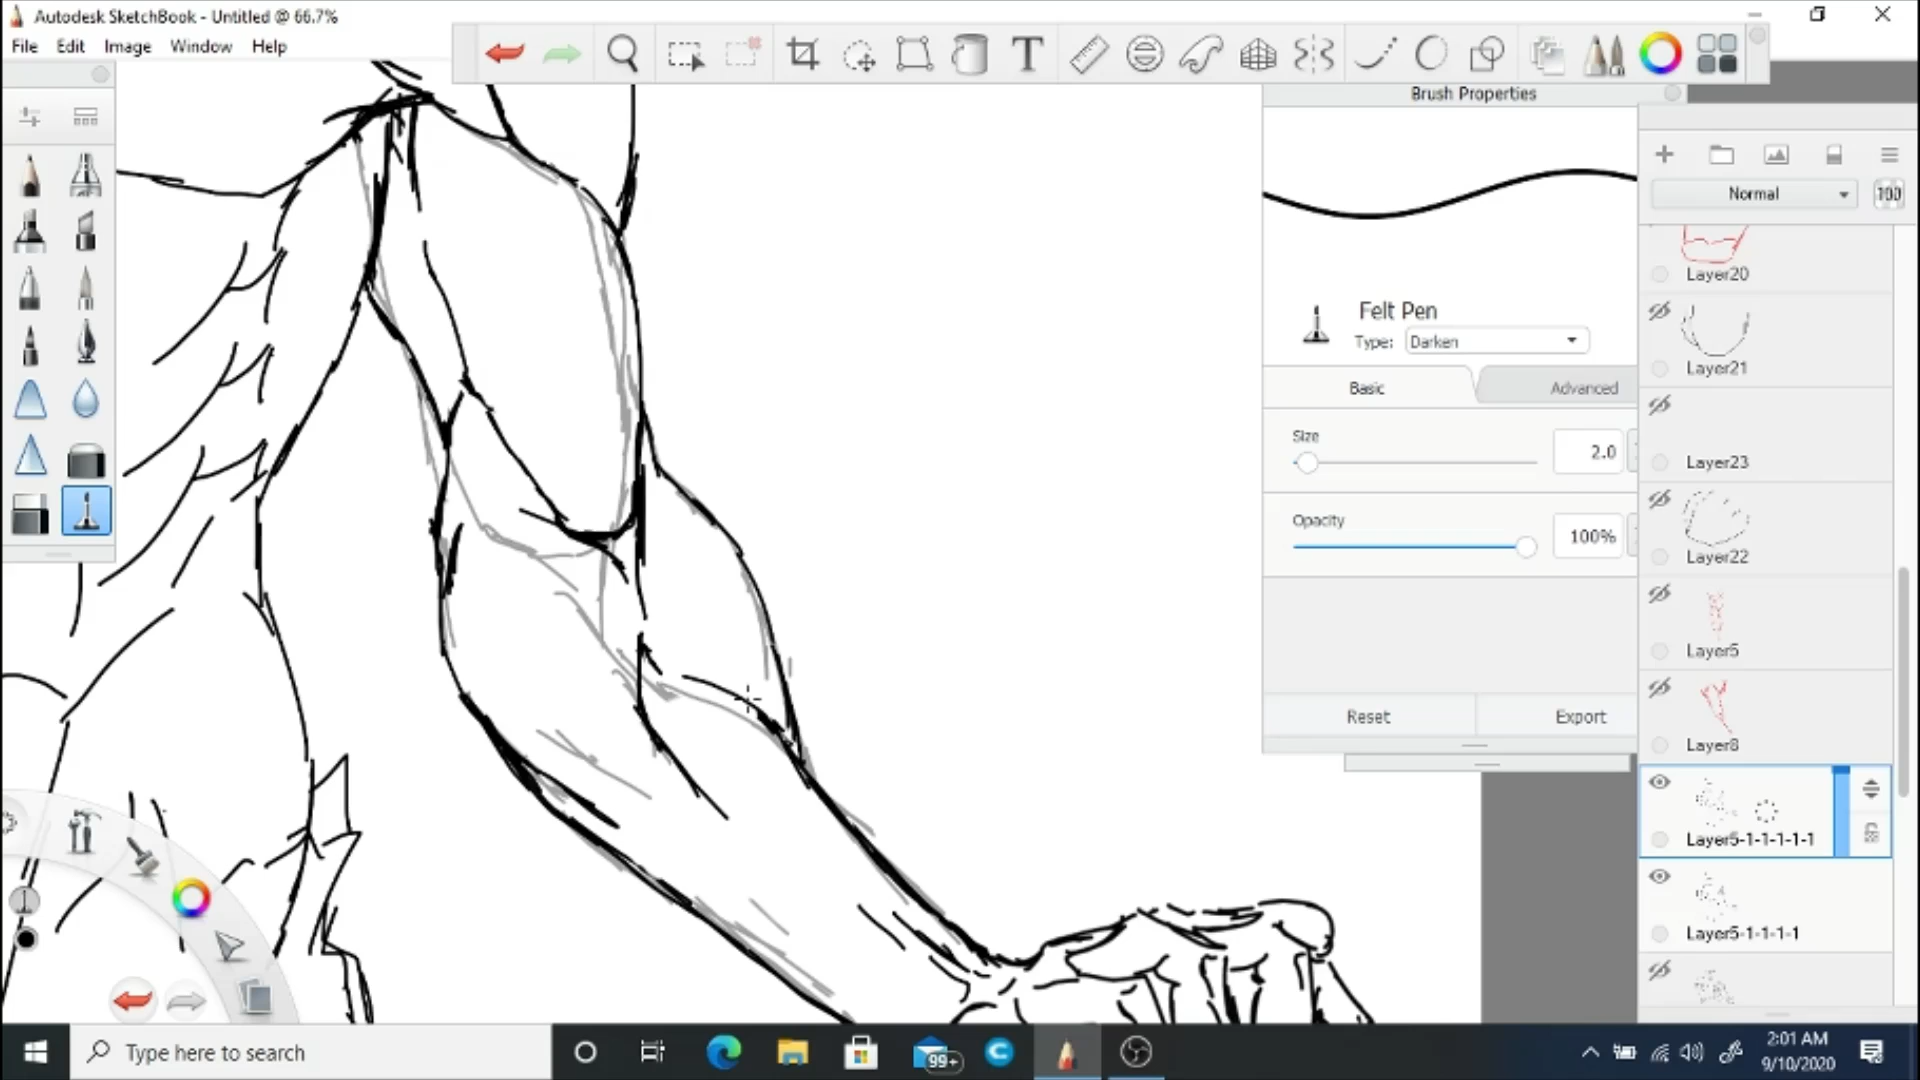 Autodesk SketchBook - Untitled @ 66.7%
File Edit Image Window Help
T
Brush Properties
Normal 100
Layer20
Felt Pen
Type: Darken
Layer21
Basic Advanced
Size
2.0
Layer23
Opacity
100%
Layer22
Layer5
Reset Export
Layer8
Layer5-1-1-1-1-1
Layer5-1-1-1-1
Type here to search
99+
2:01 AM
9/10/2020